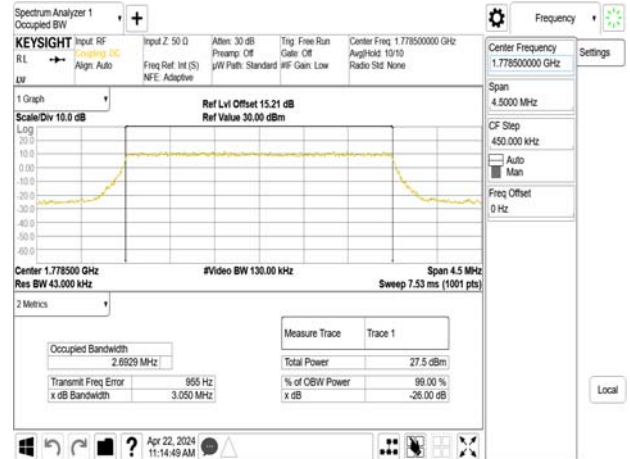 Spectrum Analyzer 1
Occupied BW
+
Frequency
KEYSIGHT
RL
Input: RF
Coupling: DC
Align: Auto
Input Z: 50 Ω
Freq Ref: Int (S)
NFE: Adaptive
Atten: 30 dB
Preamp: Off
µW Path: Standard
Trig: Free Run
Gate: Off
#IF Gain: Low
Center Freq: 1.778500000 GHz
Avg|Hold: 10/10
Radio Std: None
1 Graph
Scale/Div 10.0 dB
Ref Lvl Offset 15.21 dB
Ref Value 30.00 dBm
Log
20.0
10.0
0.00
-10.0
-20.0
-30.0
-40.0
-50.0
-60.0
Center 1.778500 GHz
Res BW 43.000 kHz
#Video BW 130.00 kHz
Span 4.5 MHz
Sweep 7.53 ms (1001 pts)
2 Metrics
Occupied Bandwidth
2.6929 MHz
Transmit Freq Error 955 Hz
x dB Bandwidth 3.050 MHz
Measure Trace Trace 1
Total Power 27.5 dBm
% of OBW Power 99.00 %
x dB -26.00 dB
Center Frequency
1.778500000 GHz
Span
4.5000 MHz
CF Step
450.000 kHz
Auto
Man
Freq Offset
0 Hz
Settings
Local
?
Apr 22, 2024
11:14:49 AM